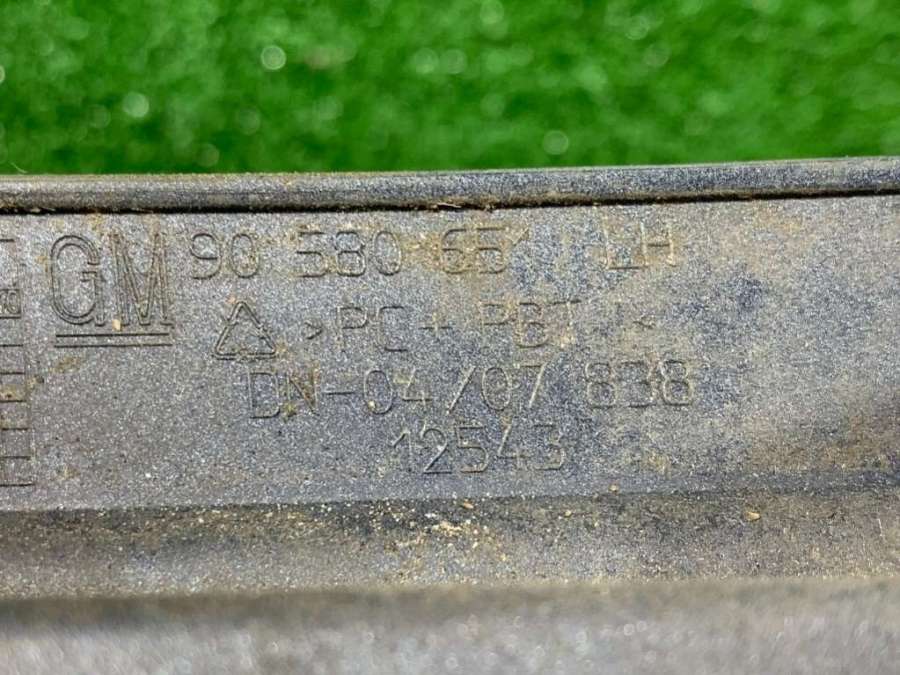 GM 90 580 651 LH
>PC+PBT<
DN-04/07 838
12543